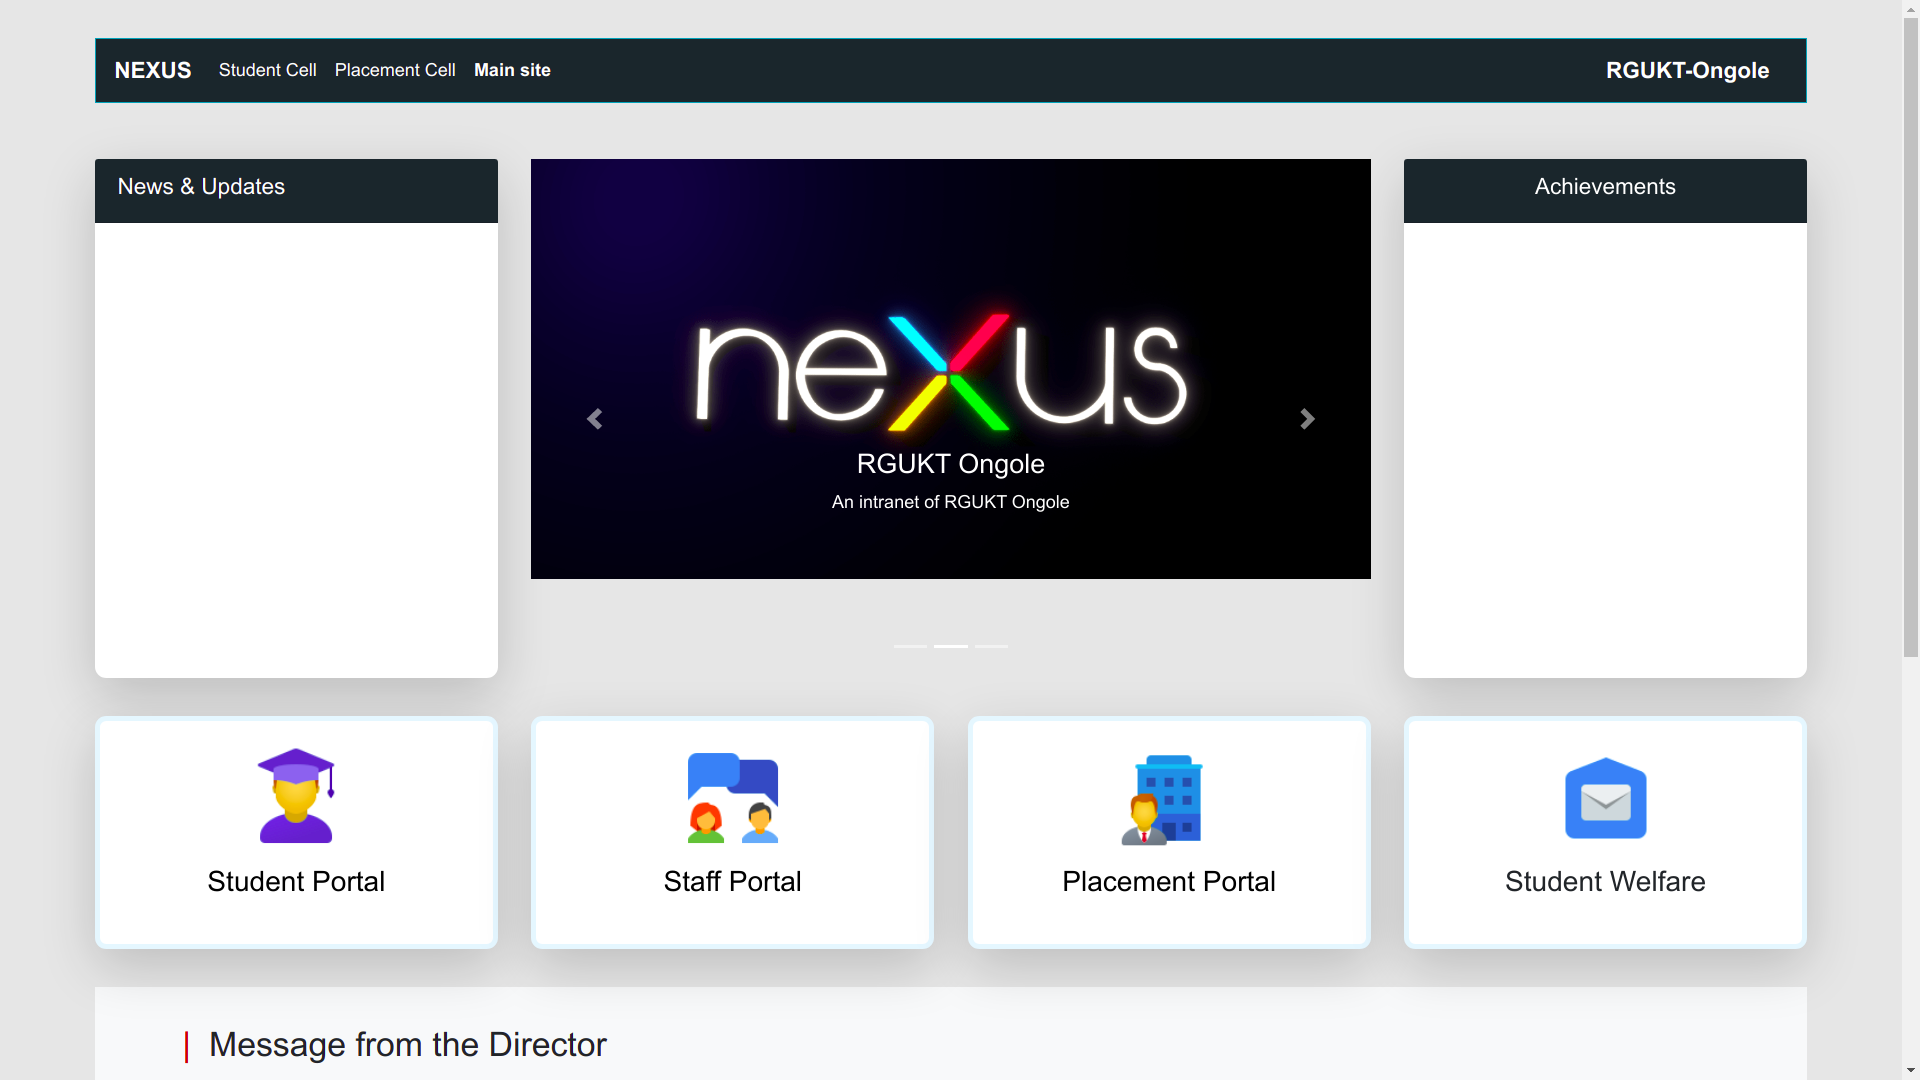 NEXUS Student Cell Placement Cell Main site RGUKT-Ongole
News & Updates
neXus
RGUKT Ongole
An intranet of RGUKT Ongole
Achievements
Student Portal
Staff Portal
Placement Portal
Student Welfare
Message from the Director